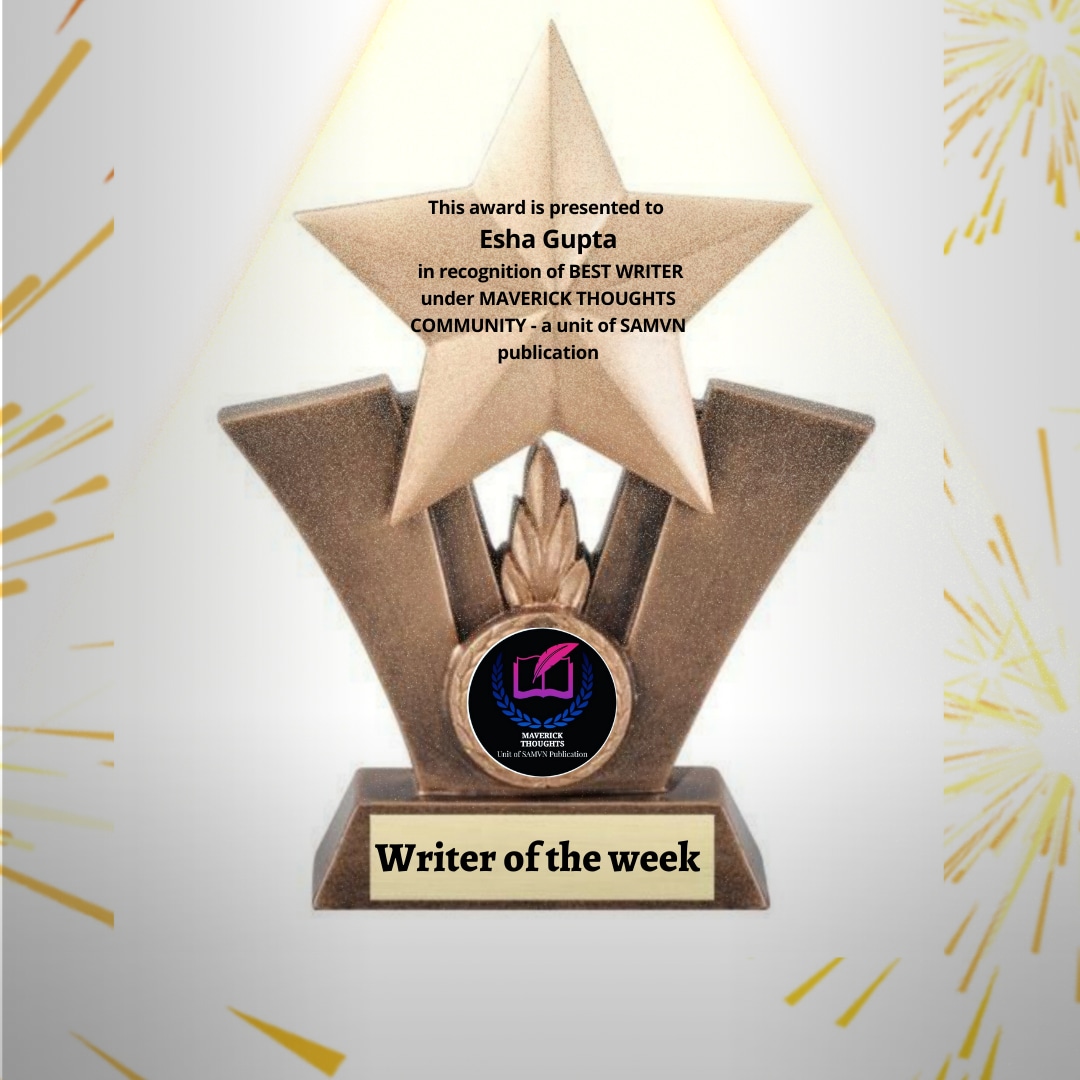 This award is presented to
Esha Gupta
in recognition of BEST WRITER
under MAVERICK THOUGHTS
COMMUNITY - a unit of SAMVN
publication
MAVERICK
THOUGHTS
Unit of SAMVN Publication
Writer of the week